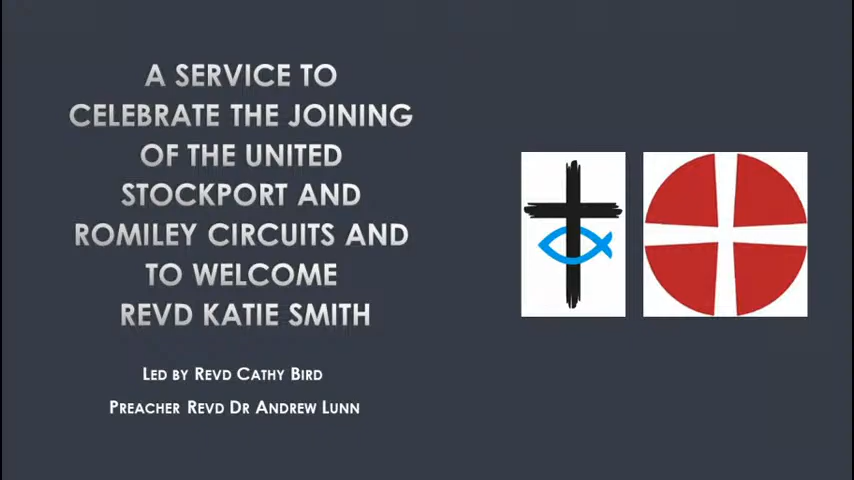 A SERVICE TO
CELEBRATE THE JOINING
OF THE UNITED
STOCKPORT AND
ROMILEY CIRCUITS AND
TO WELCOME
REVD KATIE SMITH
LED BY REVD CATHY BIRD
PREACHER REVD DR ANDREW LUNN